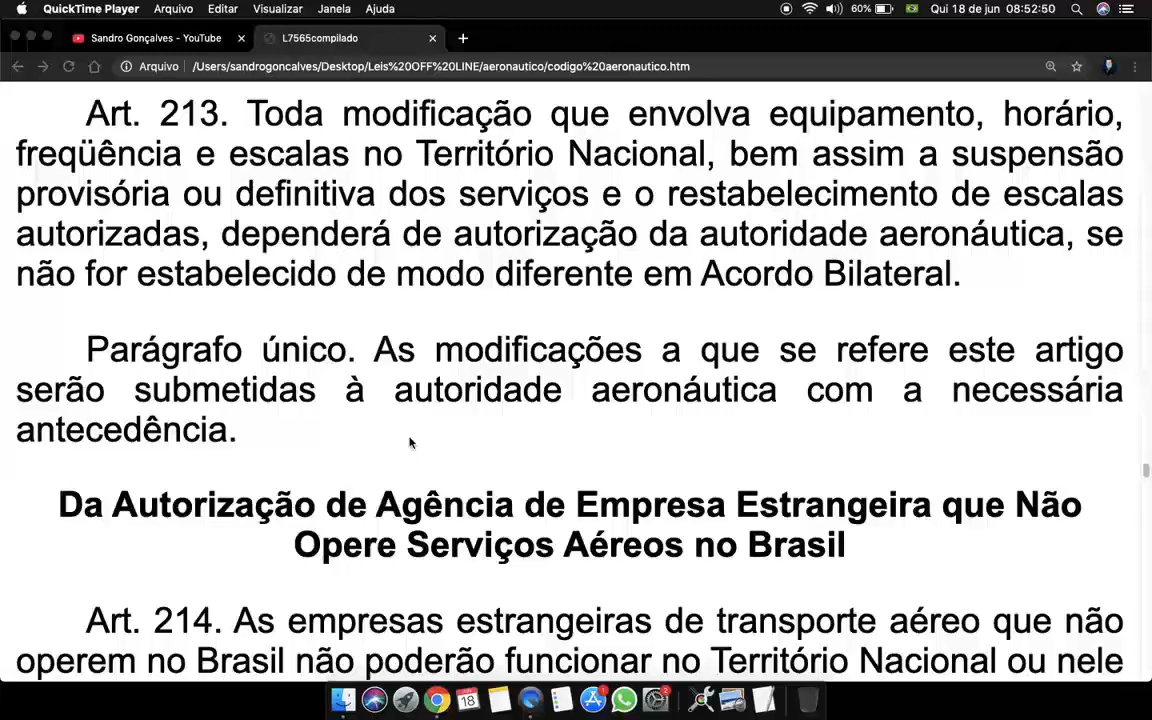 QuickTime Player Arquivo Editar Visualizar Janela Ajuda 60% Qui 18 de jun 08:52:50
Sandro Gonçalves - YouTube L7565compilado
Arquivo /Users/sandrogoncalves/Desktop/Leis%20OFF%20LINE/aeronautico/codigo%20aeronautico.htm
Art. 213. Toda modificação que envolva equipamento, horário,
freqüência e escalas no Território Nacional, bem assim a suspensão
provisória ou definitiva dos serviços e o restabelecimento de escalas
autorizadas, dependerá de autorização da autoridade aeronáutica, se
não for estabelecido de modo diferente em Acordo Bilateral.
Parágrafo único. As modificações a que se refere este artigo
serão submetidas à autoridade aeronáutica com a necessária
antecedência.
Da Autorização de Agência de Empresa Estrangeira que Não
Opere Serviços Aéreos no Brasil
Art. 214. As empresas estrangeiras de transporte aéreo que não
operem no Brasil não poderão funcionar no Território Nacional ou nele
18